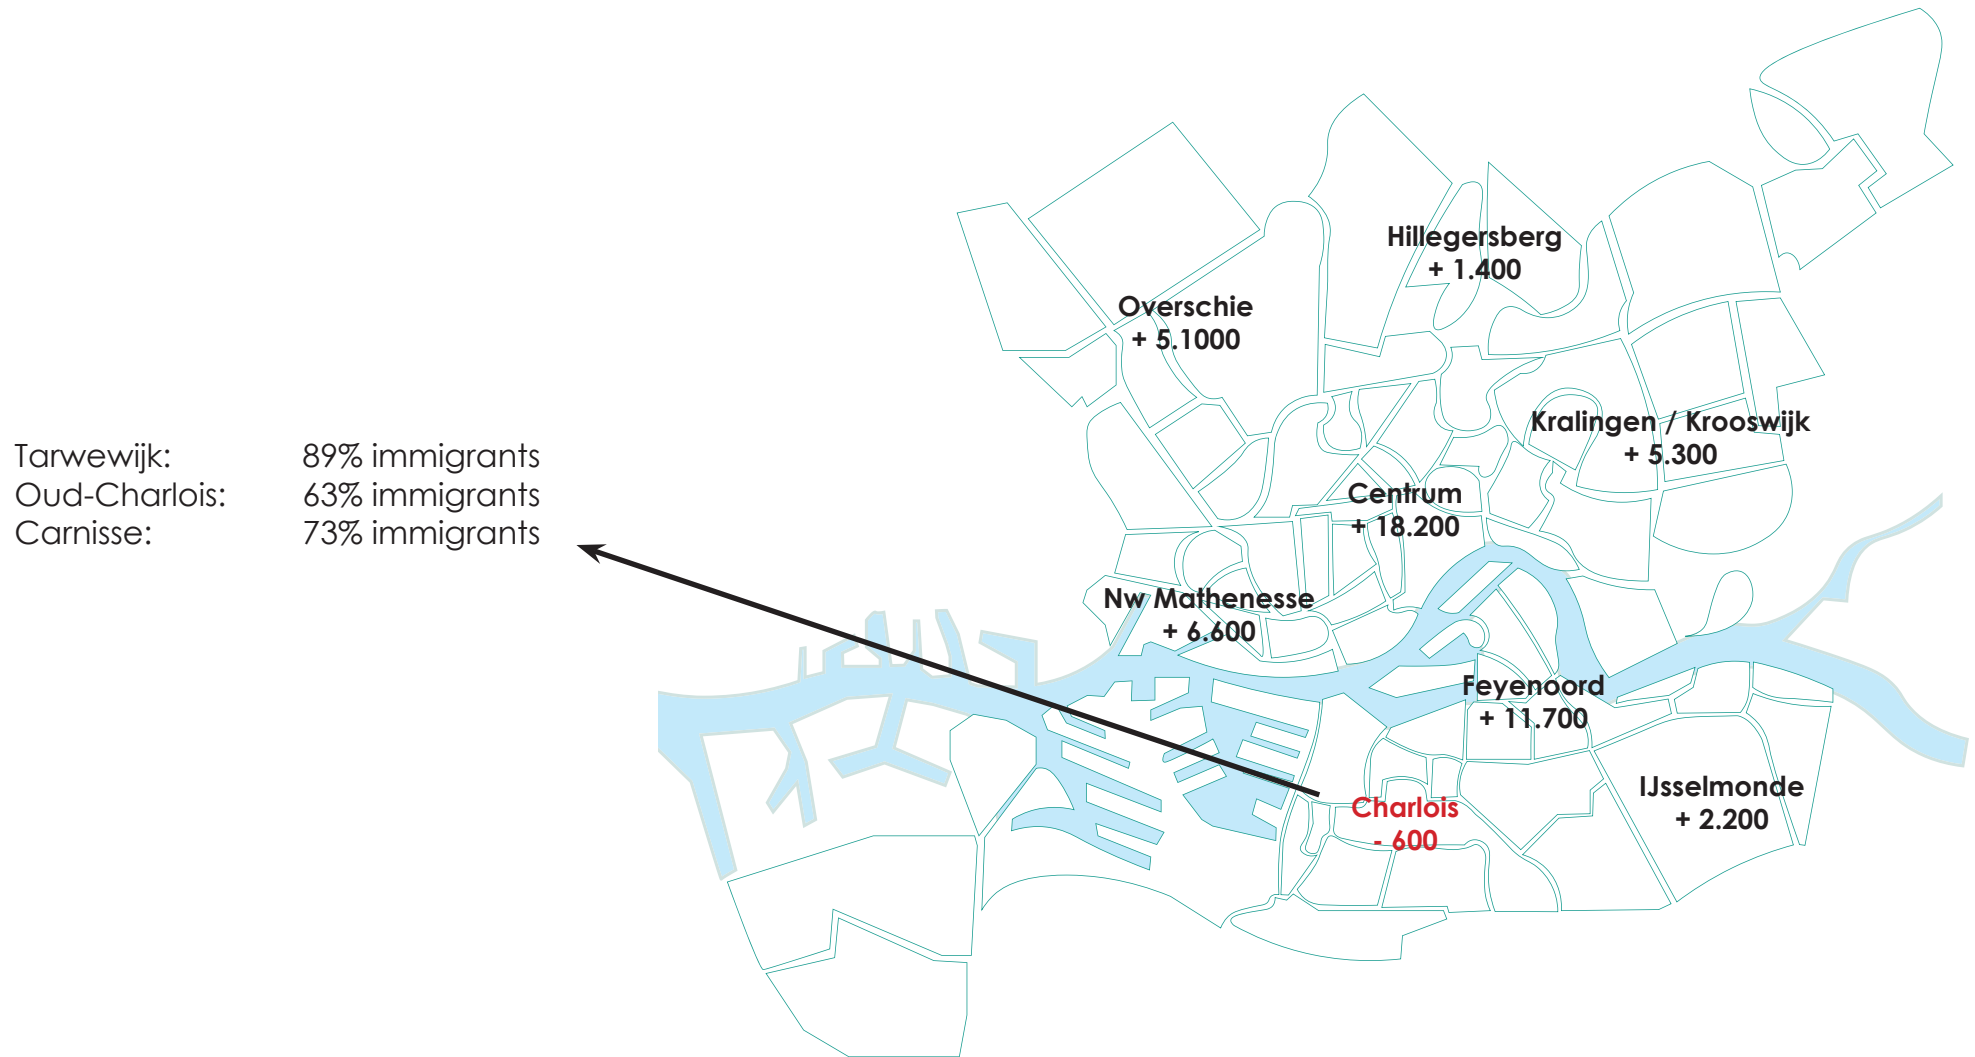 Hillegersberg
+ 1.400
Overschie
+ 5.1000
Kralingen / Krooswijk
+ 5.300
Tarwewijk: 89% immigrants
Oud-Charlois: 63% immigrants
Carnisse: 73% immigrants
Centrum
+ 18.200
Nw Mathenesse
+ 6.600
Feyenoord
+ 11.700
IJsselmonde
+ 2.200
Charlois
- 600